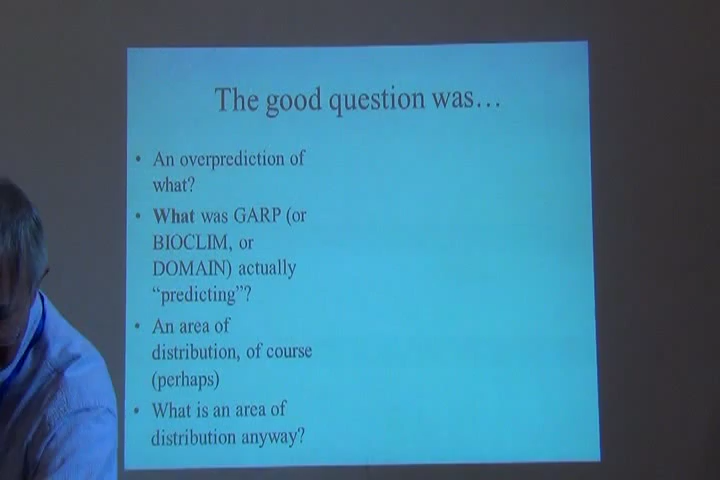 The good question was…
• An overprediction of
what?
• What was GARP (or
BIOCLIM, or
DOMAIN) actually
“predicting”?
• An area of
distribution, of course
(perhaps)
• What is an area of
distribution anyway?